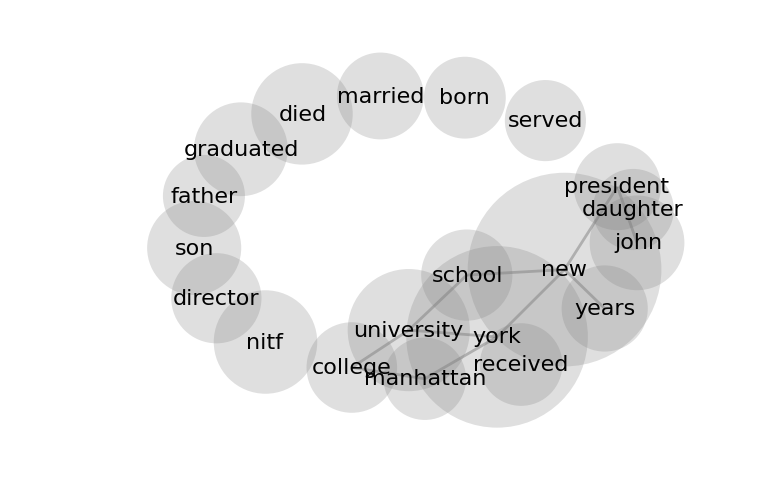 married
born
died
served
graduated
president
father
daughter
john
son
new
school
director
years
university
york
nitf
received
college
manhattan